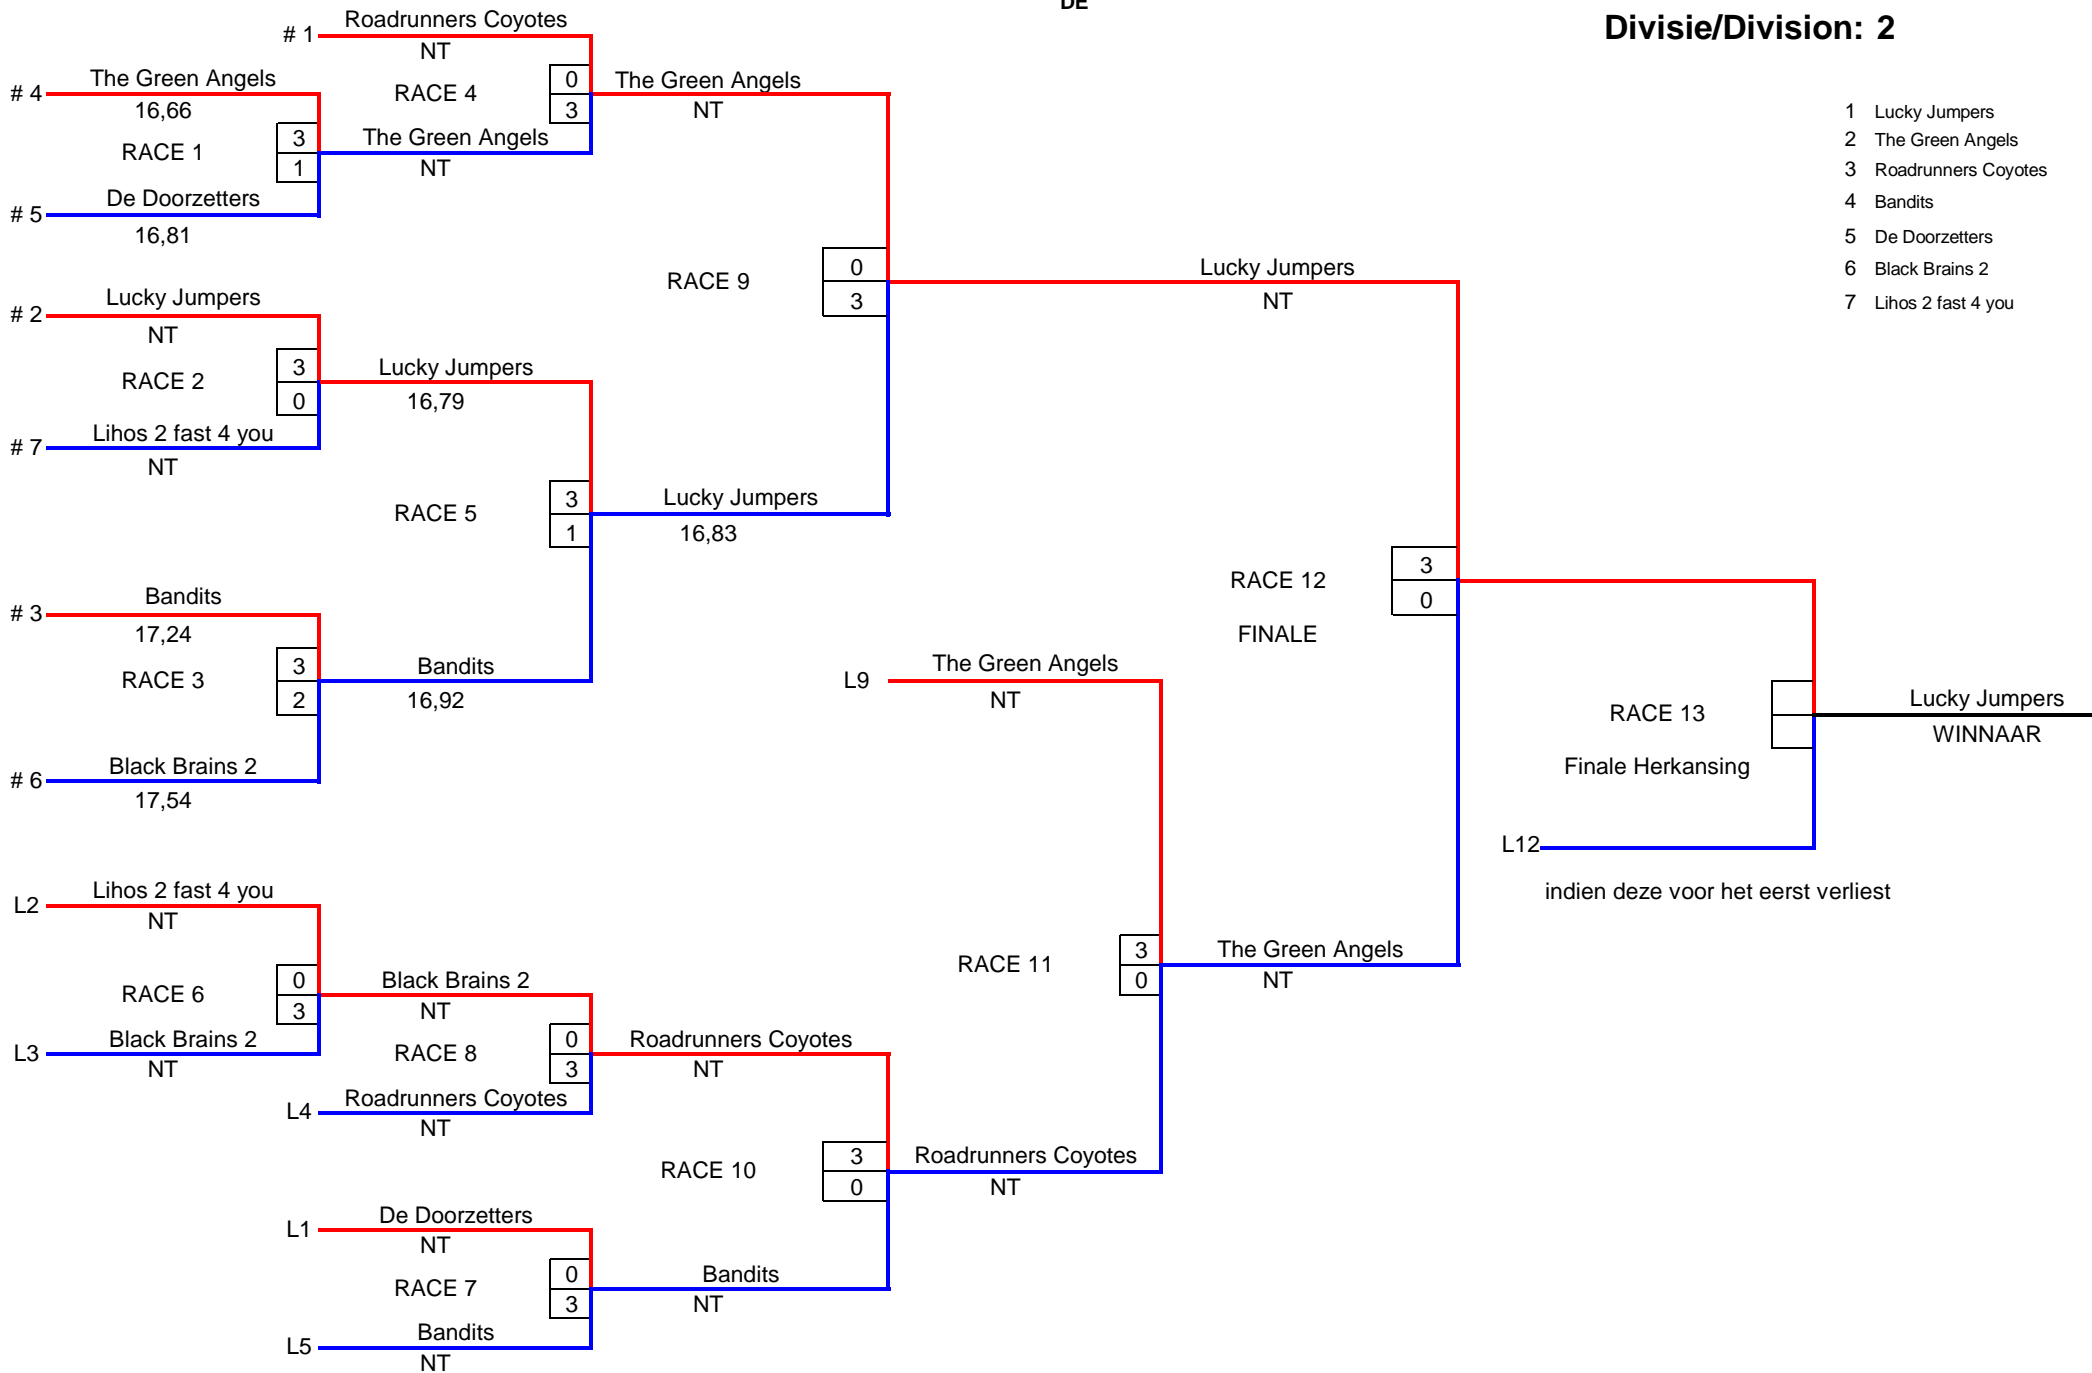 DE
Divisie/Division: 2
1 Lucky Jumpers
2 The Green Angels
3 Roadrunners Coyotes
4 Bandits
5 De Doorzetters
6 Black Brains 2
7 Lihos 2 fast 4 you
# 1 Roadrunners Coyotes
NT
RACE 4
0
3
# 4 The Green Angels
16,66
RACE 1
3
1
# 5 De Doorzetters
16,81
The Green Angels
NT
The Green Angels
NT
# 2 Lucky Jumpers
NT
RACE 2
3
0
# 7 Lihos 2 fast 4 you
NT
Lucky Jumpers
16,79
RACE 5
3
1
# 3 Bandits
17,24
RACE 3
3
2
# 6 Black Brains 2
17,54
Bandits
16,92
Lucky Jumpers
16,83
RACE 9
0
3
Lucky Jumpers
NT
RACE 12
FINALE
3
0
L9 The Green Angels
NT
RACE 11
3
0
The Green Angels
NT
RACE 13
Finale Herkansing
Lucky Jumpers
WINNAAR
L12
indien deze voor het eerst verliest
L2 Lihos 2 fast 4 you
NT
RACE 6
0
3
L3 Black Brains 2
NT
Black Brains 2
NT
RACE 8
0
3
L4 Roadrunners Coyotes
NT
Roadrunners Coyotes
NT
RACE 10
3
0
Roadrunners Coyotes
NT
L1 De Doorzetters
NT
RACE 7
0
3
L5 Bandits
NT
Bandits
NT